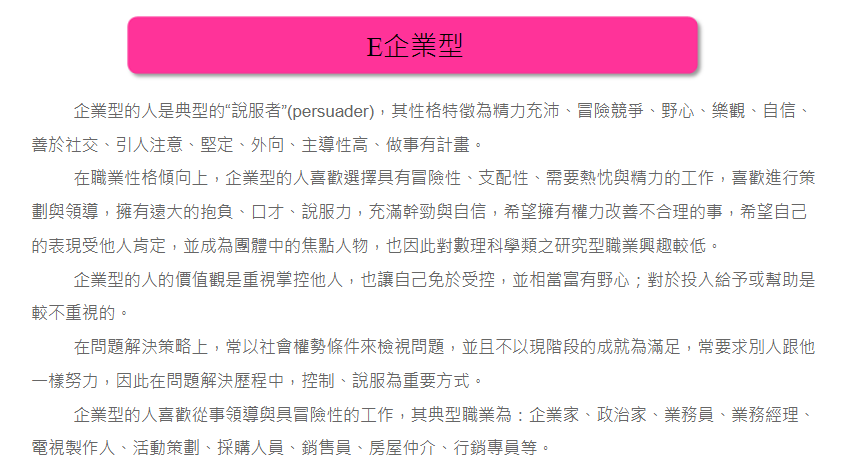 E企業型
企業型的人是典型的“說服者”(persuader)，其性格特徵為精力充沛、冒險競爭、野心、樂觀、自信、
善於社交、引人注意、堅定、外向、主導性高、做事有計畫。
在職業性格傾向上，企業型的人喜歡選擇具有冒險性、支配性、需要熱忱與精力的工作，喜歡進行策
劃與領導，擁有遠大的抱負、口才、說服力，充滿幹勁與自信，希望擁有權力改善不合理的事，希望自己
的表現受他人肯定，並成為團體中的焦點人物，也因此對數理科學類之研究型職業興趣較低。
企業型的人的價值觀是重視掌控他人，也讓自己免於受控，並相當富有野心；對於投入給予或幫助是
較不重視的。
在問題解決策略上，常以社會權勢條件來檢視問題，並且不以現階段的成就為滿足，常要求別人跟他
一樣努力，因此在問題解決歷程中，控制、說服為重要方式。
企業型的人喜歡從事領導與具冒險性的工作，其典型職業為：企業家、政治家、業務員、業務經理、
電視製作人、活動策劃、採購人員、銷售員、房屋仲介、行銷專員等。